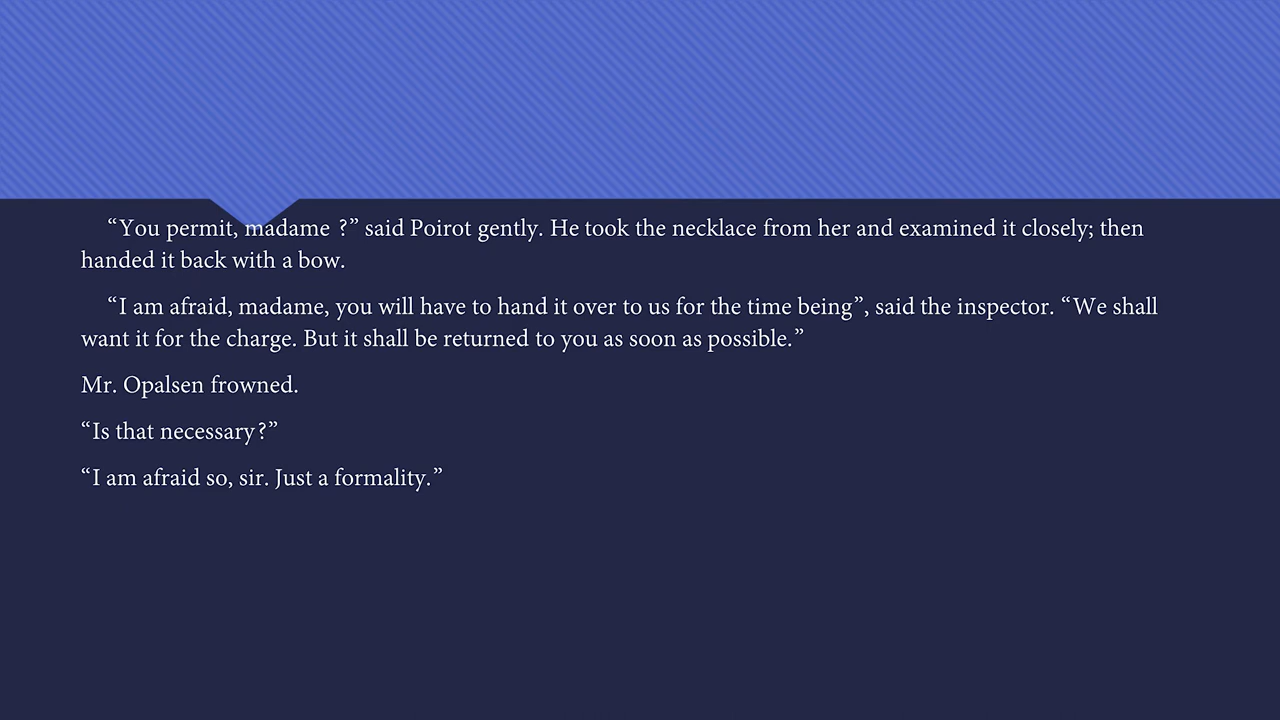 “You permit, madame ?” said Poirot gently. He took the necklace from her and examined it closely; then
handed it back with a bow.
“I am afraid, madame, you will have to hand it over to us for the time being”, said the inspector. “We shall
want it for the charge. But it shall be returned to you as soon as possible.”
Mr. Opalsen frowned.
“Is that necessary?”
“I am afraid so, sir. Just a formality.”